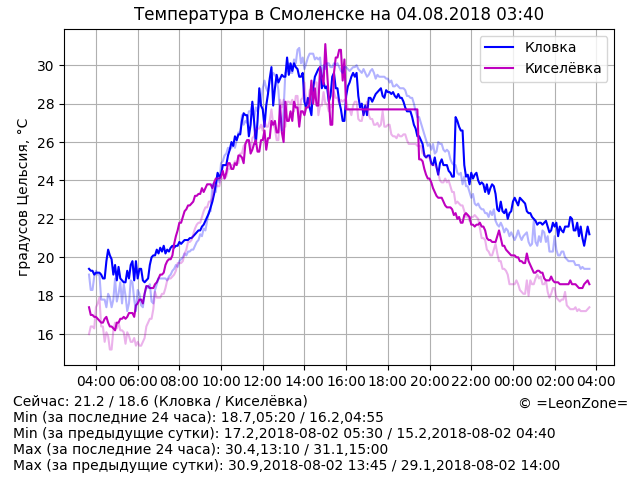 Температура в Смоленске на 04.08.2018 03:40
Кловка
Киселёвка
градусов Цельсия, °C
30
28
26
24
22
20
18
16
04:00 06:00 08:00 10:00 12:00 14:00 16:00 18:00 20:00 22:00 00:00 02:00 04:00
Сейчас: 21.2 / 18.6 (Кловка / Киселёвка)
© =LeonZone=
Min (за последние 24 часа): 18.7,05:20 / 16.2,04:55
Min (за предыдущие сутки): 17.2,2018-08-02 05:30 / 15.2,2018-08-02 04:40
Max (за последние 24 часа): 30.4,13:10 / 31.1,15:00
Max (за предыдущие сутки): 30.9,2018-08-02 13:45 / 29.1,2018-08-02 14:00